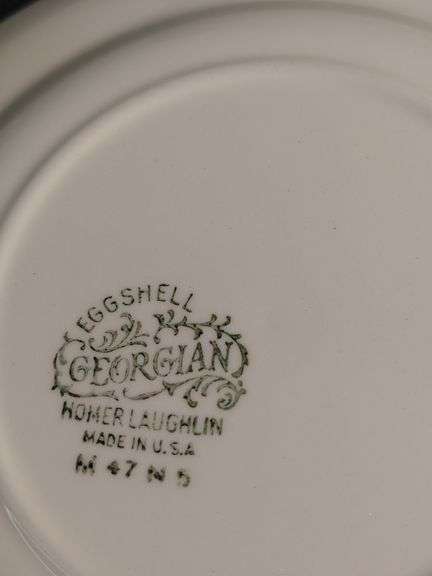 EGGSHELL
GEORGIAN
HOMER LAUGHLIN
MADE IN U.S.A
M 47 N 5